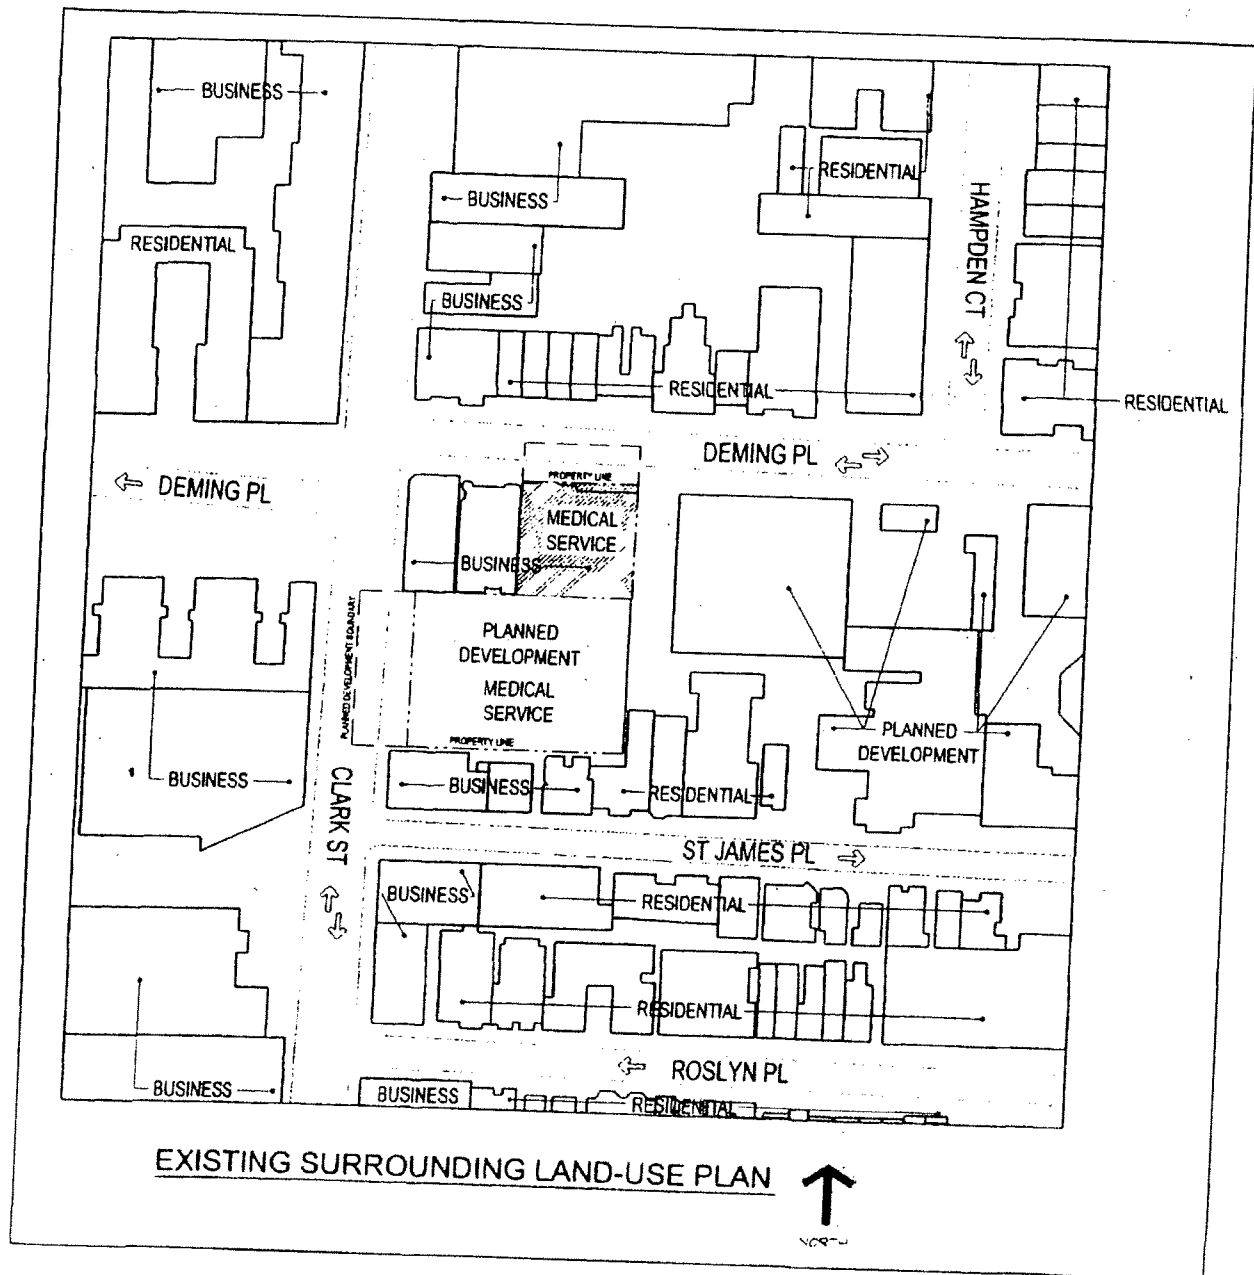 BUSINESS
RESIDENTIAL
BUSINESS
RESIDENTIAL
HAMPDEN CT
RESIDENTIAL
BUSINESS
BUSINESS
RESIDENTIAL
DEMING PL
DEMING PL
PROPERTY LINE
MEDICAL
SERVICE
BUSINESS
PLANNED DEVELOPMENT BOUNDARY
PLANNED
DEVELOPMENT
MEDICAL
SERVICE
PROPERTY LINE
PLANNED
DEVELOPMENT
BUSINESS
CLARK ST
BUSINESS
RESIDENTIAL
ST JAMES PL
BUSINESS
RESIDENTIAL
RESIDENTIAL
BUSINESS
ROSLYN PL
BUSINESS
RESIDENTIAL
EXISTING SURROUNDING LAND-USE PLAN
NORTH